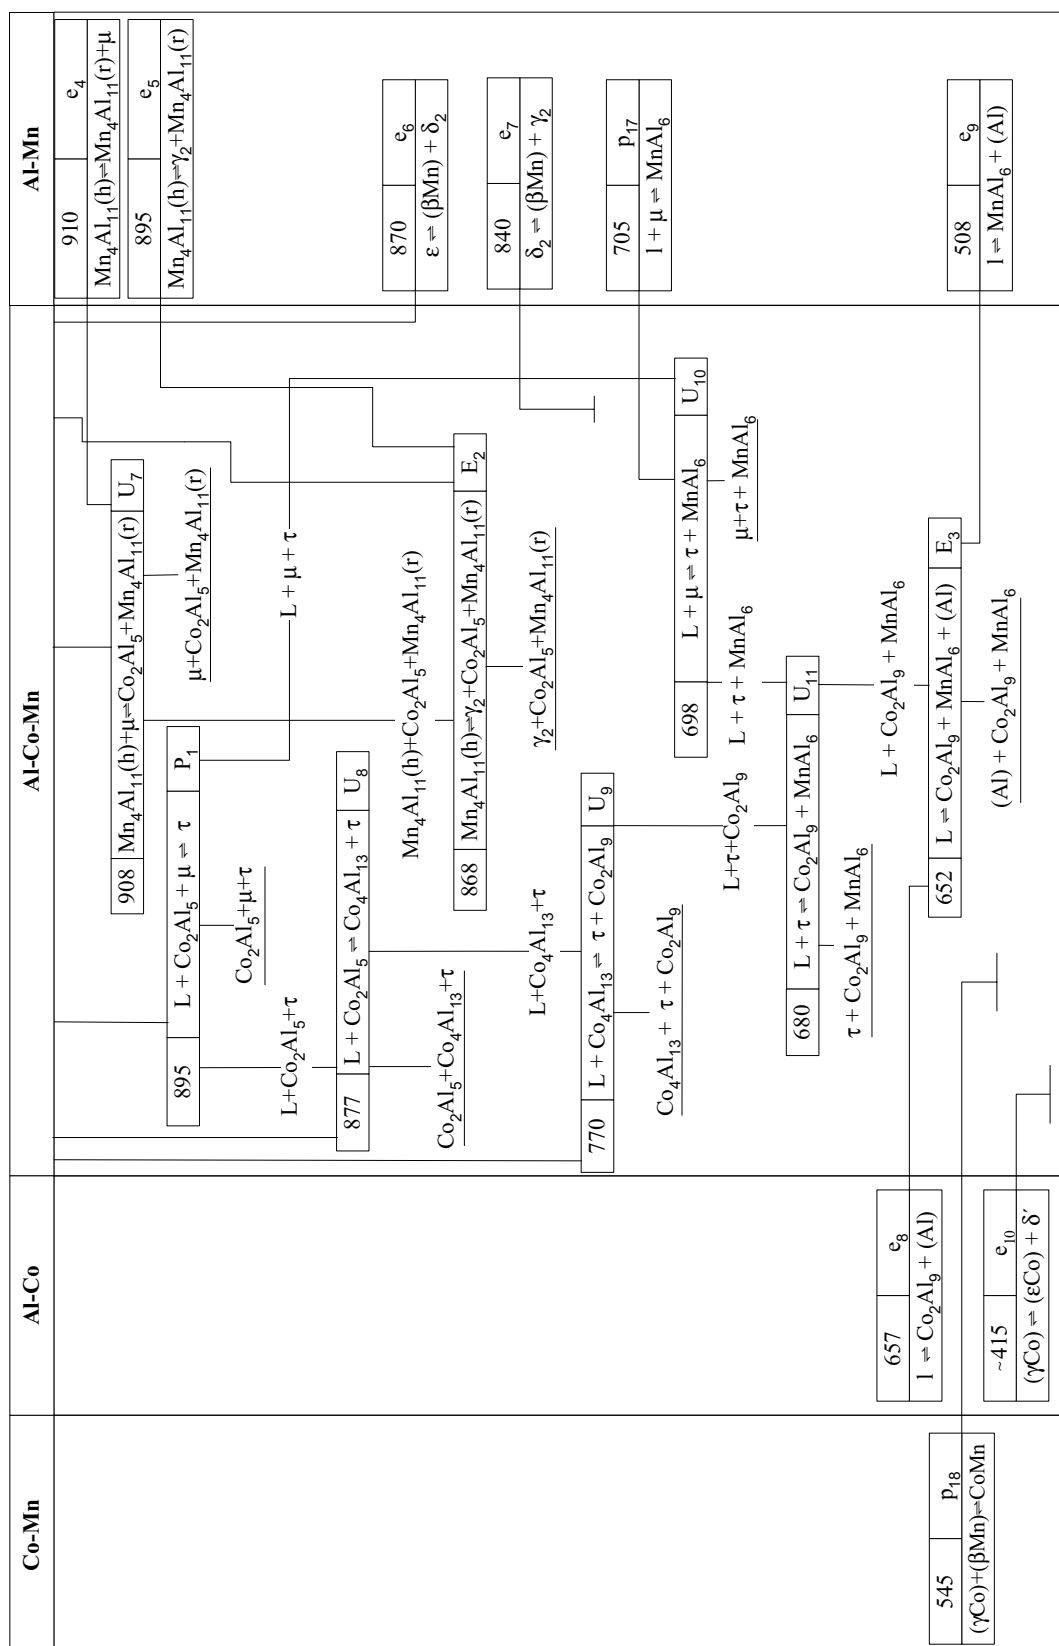 Co-Mn
Al-Co
Al-Co-Mn
Al-Mn
910 e4
Mn4Al11(h)⇌Mn4Al11(r)+μ
895 e5
Mn4Al11(h)⇌γ2+Mn4Al11(r)
908 Mn4Al11(h)+μ⇌Co2Al5+Mn4Al11(r) U7
μ+Co2Al5+Mn4Al11(r)
895 L + Co2Al5 + μ ⇌ τ P1
Co2Al5+μ+τ
L + μ + τ
L+Co2Al5+τ
870 e6
ε ⇌ (βMn) + δ2
877 L + Co2Al5 ⇌ Co4Al13 + τ U8
Co2Al5+Co4Al13+τ
Mn4Al11(h)+Co2Al5+Mn4Al11(r)
868 Mn4Al11(h)⇌γ2+Co2Al5+Mn4Al11(r) E2
γ2+Co2Al5+Mn4Al11(r)
840 e7
δ2 ⇌ (βMn) + γ2
L+Co4Al13+τ
770 L + Co4Al13 ⇌ τ + Co2Al9 U9
Co4Al13 + τ + Co2Al9
705 p17
l + μ ⇌ MnAl6
698 L + μ ⇌ τ + MnAl6 U10
μ+τ+ MnAl6
L + τ + MnAl6
L+τ+Co2Al9
680 L + τ ⇌ Co2Al9 + MnAl6 U11
τ + Co2Al9 + MnAl6
L + Co2Al9 + MnAl6
657 e8
l ⇌ Co2Al9 + (Al)
652 L ⇌ Co2Al9 + MnAl6 + (Al) E3
(Al) + Co2Al9 + MnAl6
508 e9
l ⇌ MnAl6 + (Al)
545 p18
(γCo)+(βMn)⇌CoMn
~415 e10
(γCo) ⇌ (εCo) + δ´